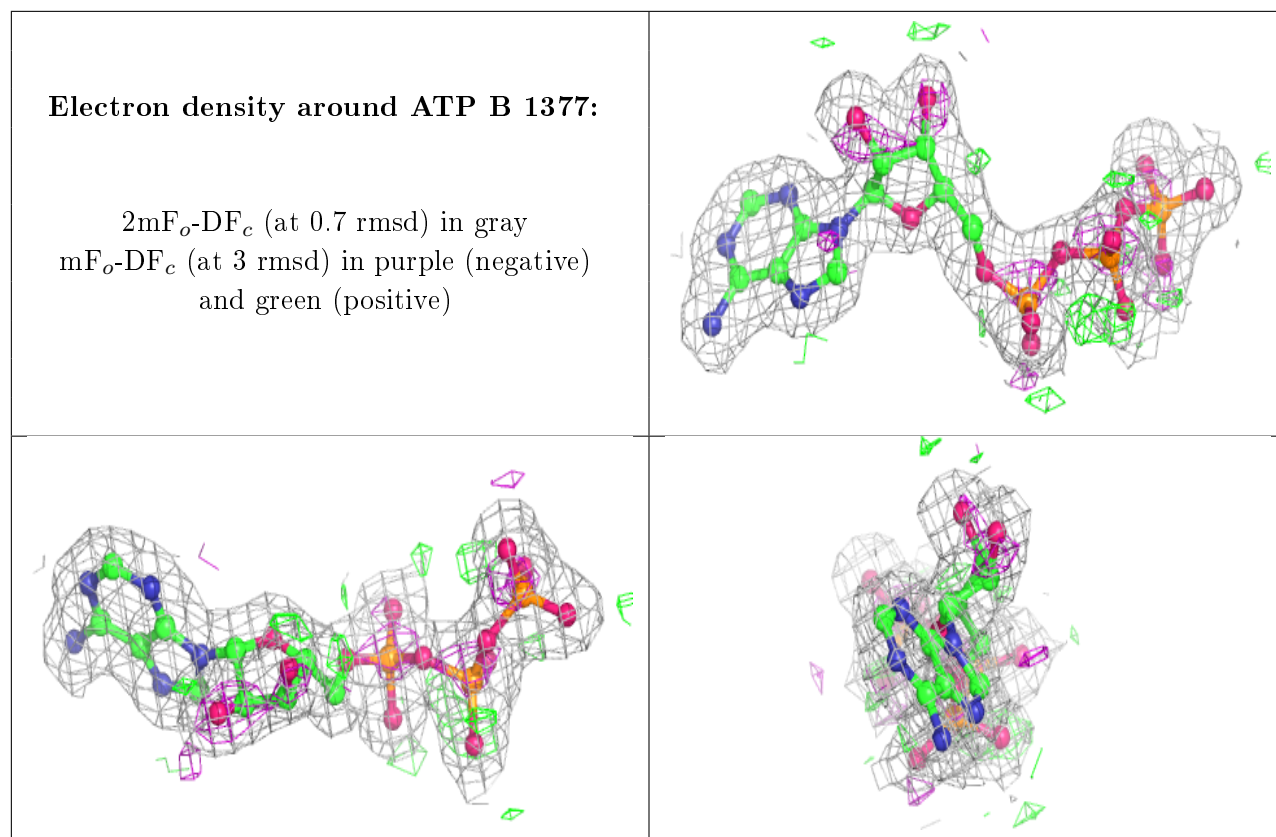 Electron density around ATP B 1377:
2mFₒ-DF𝒸 (at 0.7 rmsd) in gray
mFₒ-DF𝒸 (at 3 rmsd) in purple (negative)
and green (positive)